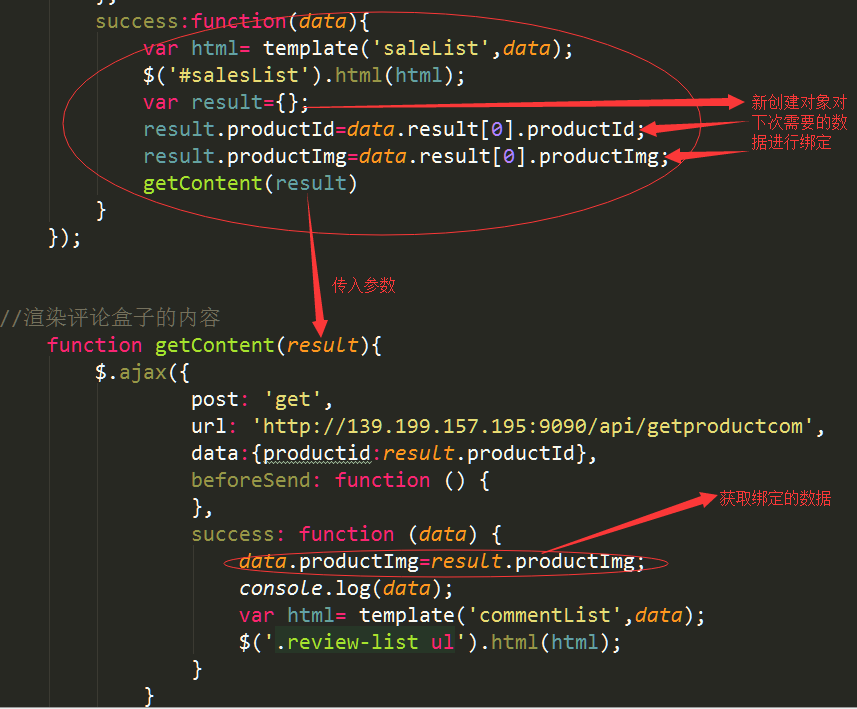 };
success:function(data){
var html= template('saleList',data);
$('#salesList').html(html);
var result={};
新创建对象对
下次需要的数
据进行绑定
result.productId=data.result[0].productId;
result.productImg=data.result[0].productImg;
getContent(result)
}
});
传入参数
//渲染评论盒子的内容
function getContent(result){
$.ajax({
post: 'get',
url: 'http://139.199.157.195:9090/api/getproductcom',
data:{productid:result.productId},
beforeSend: function () {
},
获取绑定的数据
success: function (data) {
data.productImg=result.productImg;
console.log(data);
var html= template('commentList',data);
$('.review-list ul').html(html);
}
}